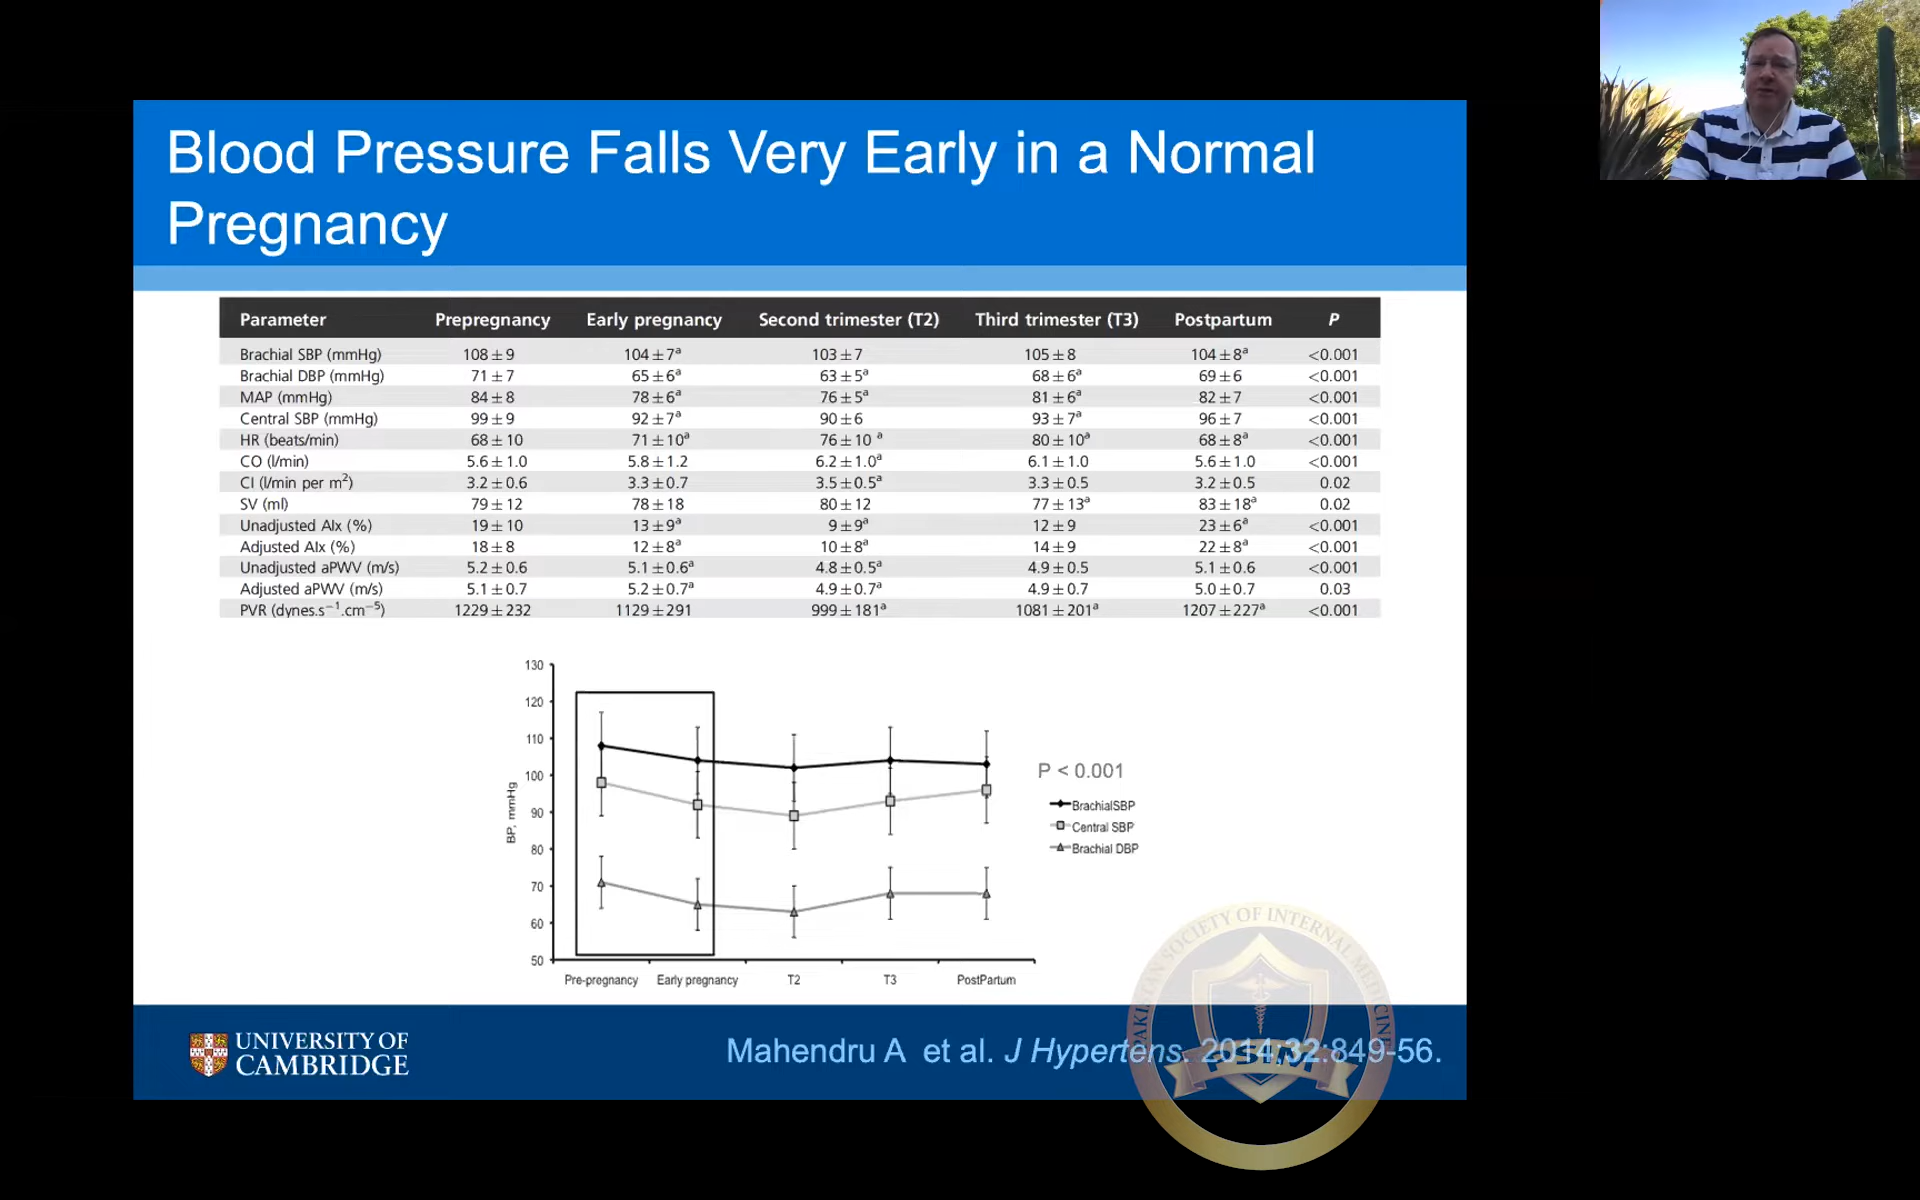 Blood Pressure Falls Very Early in a Normal
Pregnancy
Parameter Prepregnancy Early pregnancy Second trimester (T2) Third trimester (T3) Postpartum P
Brachial SBP (mmHg) 108±9 104±7ᵃ 103±7 105±8 104±8ᵃ <0.001
Brachial DBP (mmHg) 71±7 65±6ᵃ 63±5ᵃ 68±6ᵃ 69±6 <0.001
MAP (mmHg) 84±8 78±6ᵃ 76±5ᵃ 81±6ᵃ 82±7 <0.001
Central SBP (mmHg) 99±9 92±7ᵃ 90±6 93±7ᵃ 96±7 <0.001
HR (beats/min) 68±10 71±10ᵃ 76±10 ᵃ 80±10ᵃ 68±8ᵃ <0.001
CO (l/min) 5.6±1.0 5.8±1.2 6.2±1.0ᵃ 6.1±1.0 5.6±1.0 <0.001
CI (l/min per m²) 3.2±0.6 3.3±0.7 3.5±0.5ᵃ 3.3±0.5 3.2±0.5 0.02
SV (ml) 79±12 78±18 80±12 77±13ᵃ 83±18ᵃ 0.02
Unadjusted AIx (%) 19±10 13±9ᵃ 9±9ᵃ 12±9 23±6ᵃ <0.001
Adjusted AIx (%) 18±8 12±8ᵃ 10±8ᵃ 14±9 22±8ᵃ <0.001
Unadjusted aPWV (m/s) 5.2±0.6 5.1±0.6ᵃ 4.8±0.5ᵃ 4.9±0.5 5.1±0.6 <0.001
Adjusted aPWV (m/s) 5.1±0.7 5.2±0.7ᵃ 4.9±0.7ᵃ 4.9±0.7 5.0±0.7 0.03
PVR (dynes.s⁻¹.cm⁻⁵) 1229±232 1129±291 999±181ᵃ 1081±201ᵃ 1207±227ᵃ <0.001
130
120
110
100
90
80
70
60
50
BP, mmHg
Pre-pregnancy Early pregnancy T2 T3 PostPartum
P < 0.001
BrachialSBP
Central SBP
Brachial DBP
UNIVERSITY OF
CAMBRIDGE
Mahendru A et al. J Hypertens. 2014;32:849-56.
PAKISTAN SOCIETY OF INTERNAL MEDICINE
PSIM